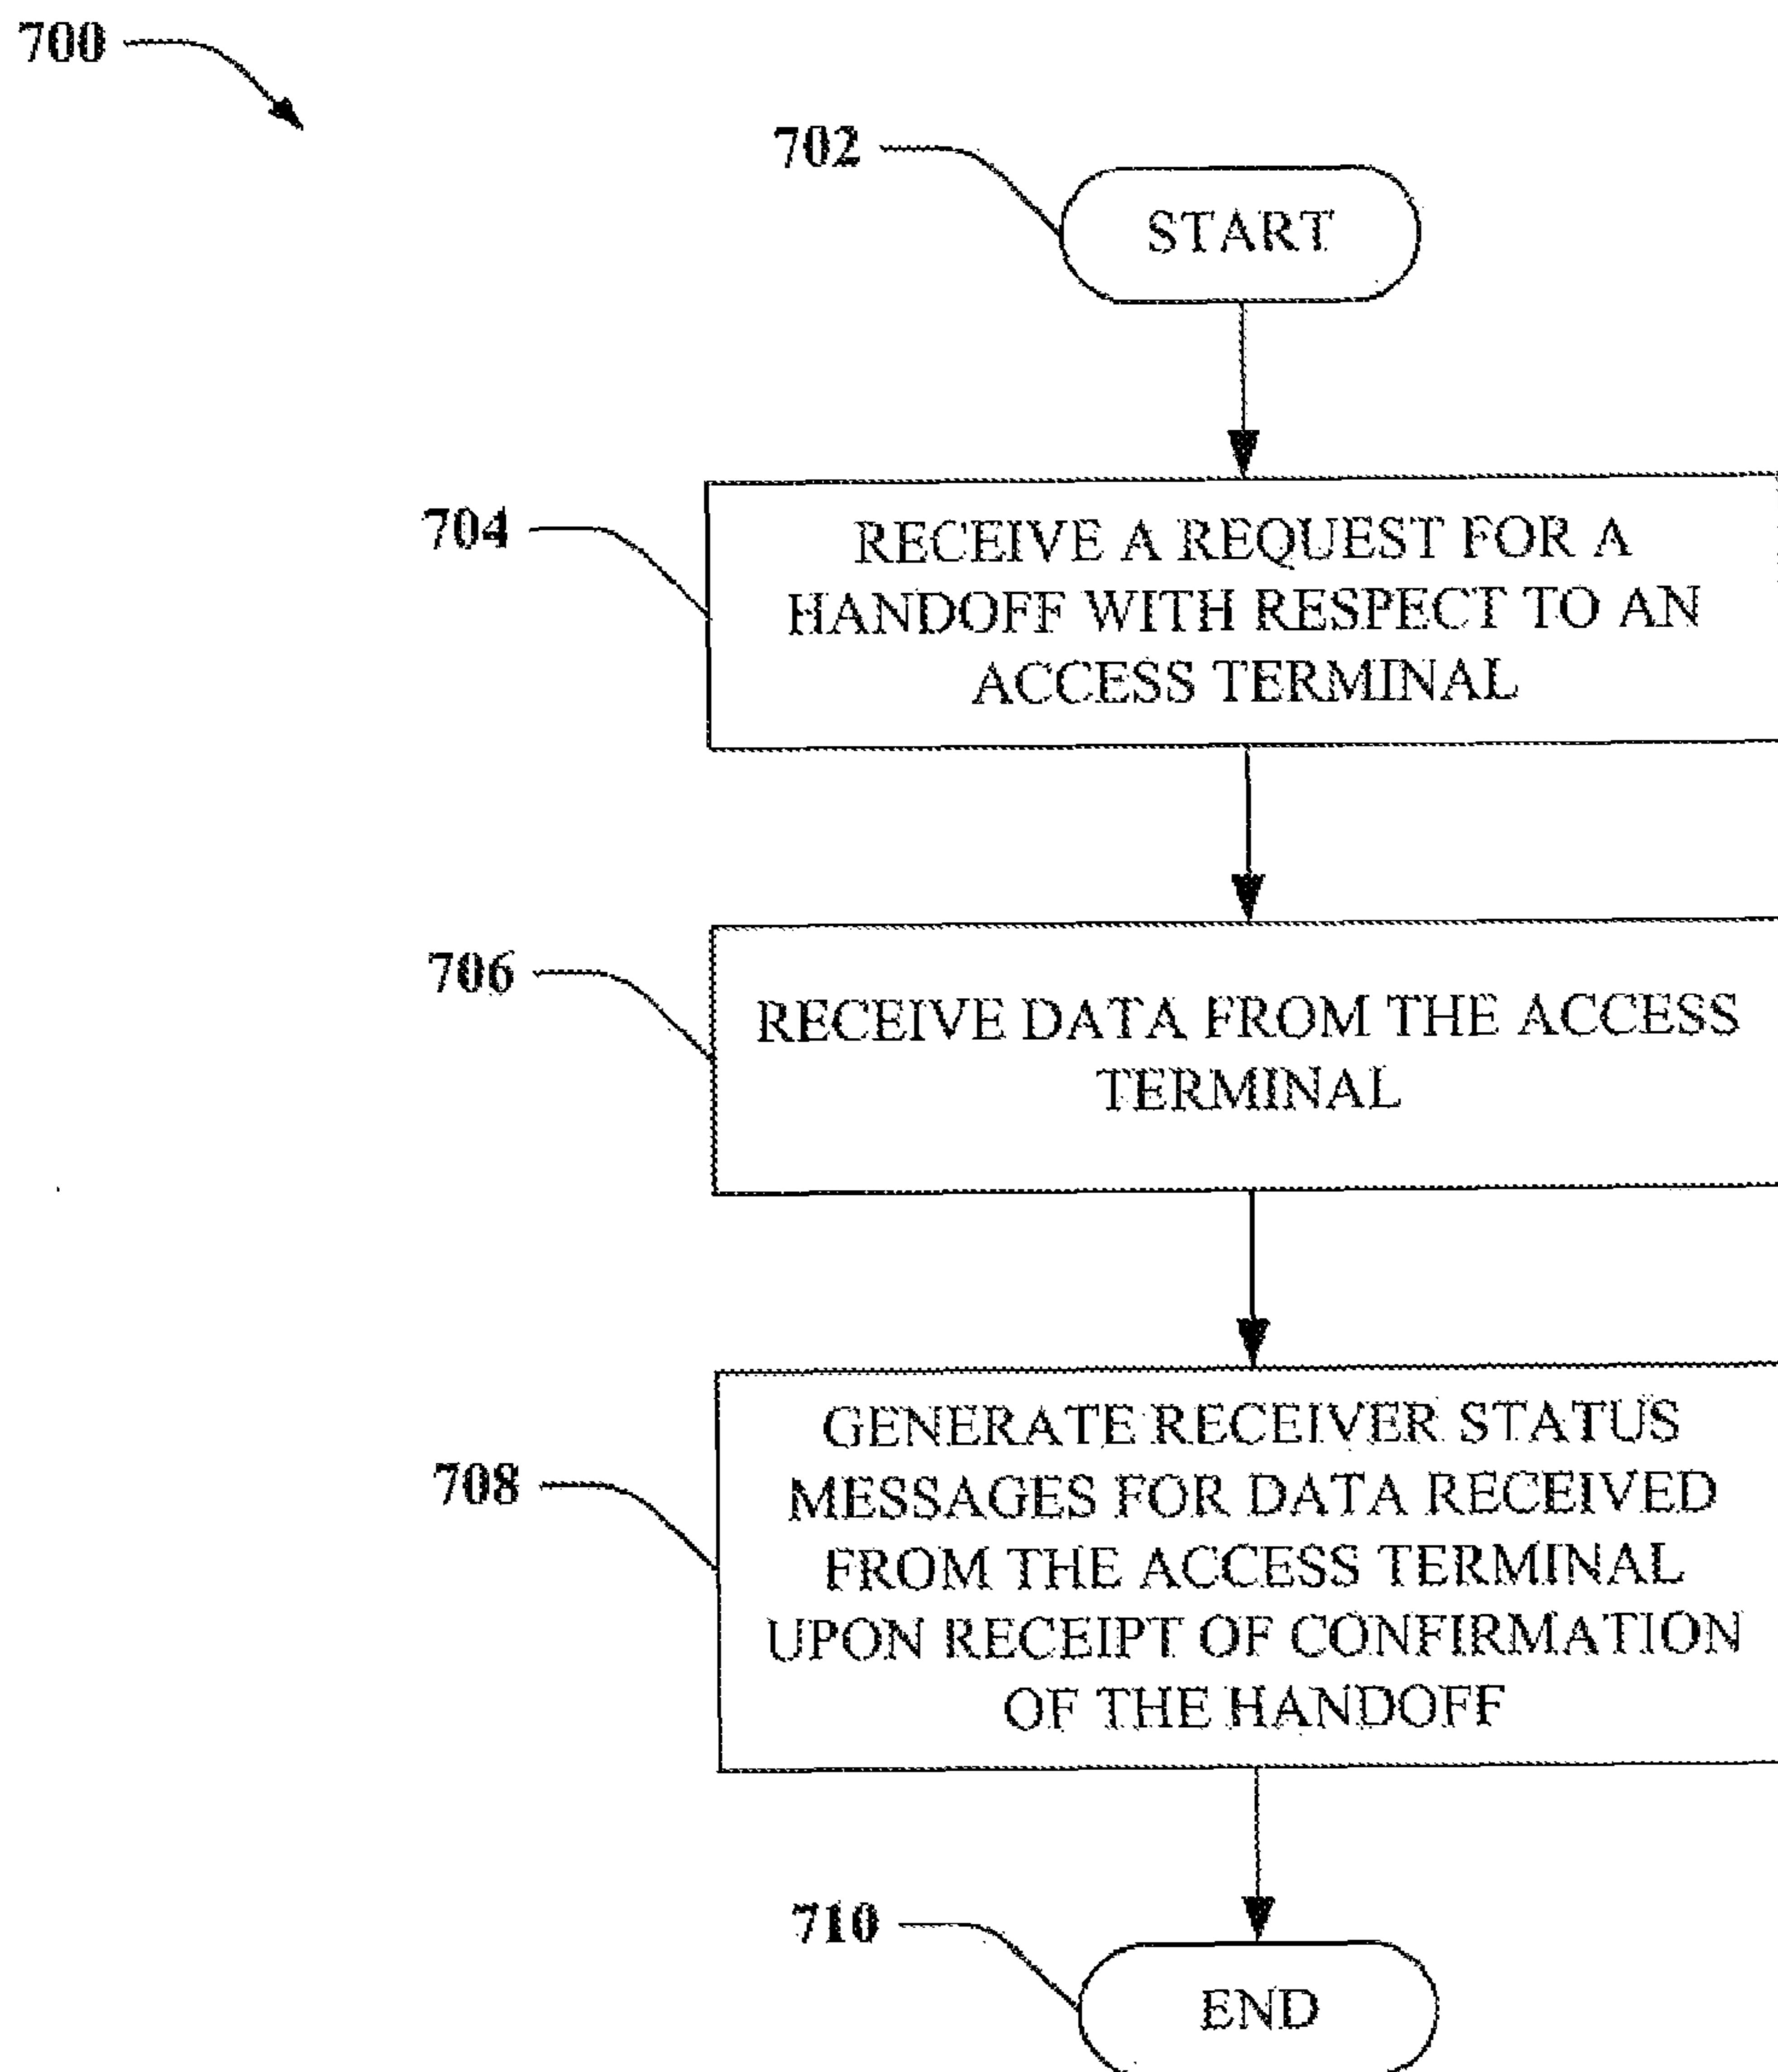 700
702
START
704
RECEIVE A REQUEST FOR A
HANDOFF WITH RESPECT TO AN
ACCESS TERMINAL
706
RECEIVE DATA FROM THE ACCESS
TERMINAL
708
GENERATE RECEIVER STATUS
MESSAGES FOR DATA RECEIVED
FROM THE ACCESS TERMINAL
UPON RECEIPT OF CONFIRMATION
OF THE HANDOFF
710
END